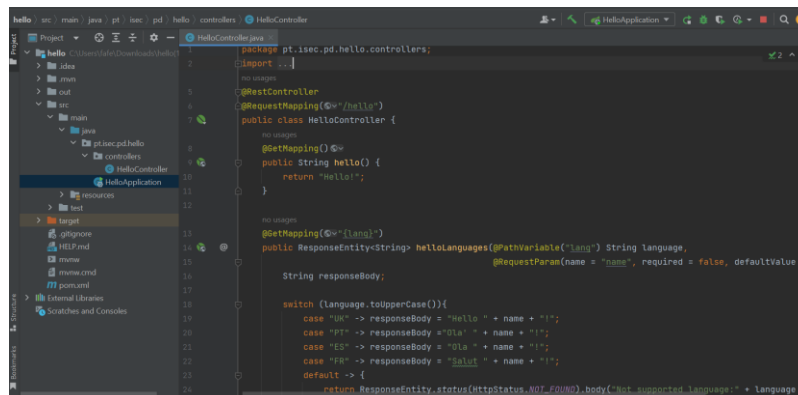 hello src main java pt isec pd hello controllers HelloController
HelloApplication
Project
HelloController.java
hello C:\Users\
.idea
.mvn
out
src
main
java
pt.isec.pd.hello
controllers
HelloController
HelloApplication
resources
test
target
.gitignore
HELP.md
mvnw
mvnw.cmd
pom.xml
External Libraries
Scratches and Consoles
Project
Structure
Bookmarks
1 package pt.isec.pd.hello.controllers;
2 import ...
2
no usages
5 @RestController
6 @RequestMapping("/hello")
7 public class HelloController {
no usages
8 @GetMapping()
9 public String hello() {
10 return "Hello!";
11 }
12
no usages
13 @GetMapping("{lang}")
14 @ public ResponseEntity<String> helloLanguages(@PathVariable("lang") String language,
15 @RequestParam(name = "name", required = false, defaultValue
16 String responseBody;
17
18 switch (language.toUpperCase()){
19 case "UK" -> responseBody = "Hello " + name + "!";
20 case "PT" -> responseBody ="Ola' " + name + "!";
21 case "ES" -> responseBody = "Ola " + name + "!";
22 case "FR" -> responseBody = "Salut " + name + "!";
23 default -> {
24 return ResponseEntity.status(HttpStatus.NOT_FOUND).body("Not supported language:" + language